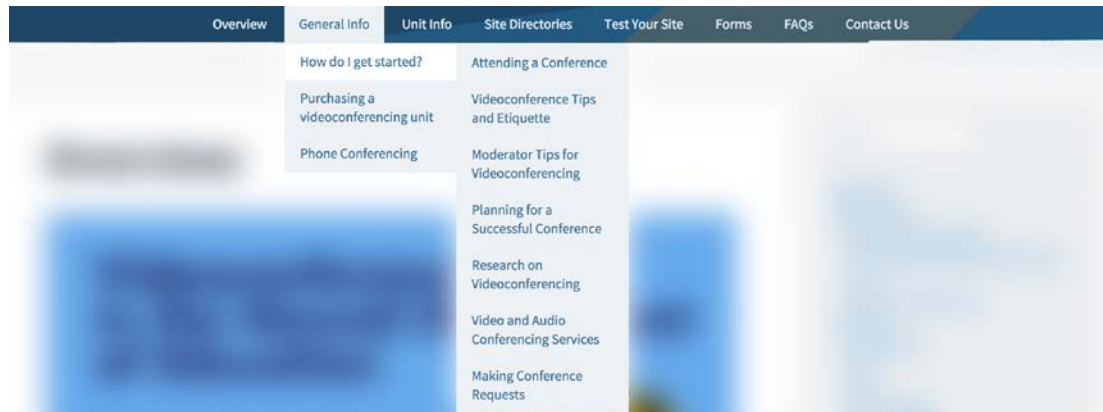 Overview General Info Unit Info Site Directories Test Your Site Forms FAQs Contact Us
How do I get started?
Purchasing a
videoconferencing unit
Phone Conferencing
Attending a Conference
Videoconference Tips
and Etiquette
Moderator Tips for
Videoconferencing
Planning for a
Successful Conference
Research on
Videoconferencing
Video and Audio
Conferencing Services
Making Conference
Requests